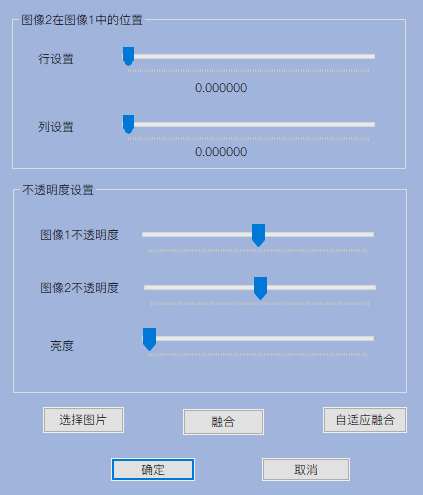 图像2在图像1中的位置
行设置
0.000000
列设置
0.000000
不透明度设置
图像1不透明度
图像2不透明度
亮度
选择图片 融合 自适应融合
确定 取消